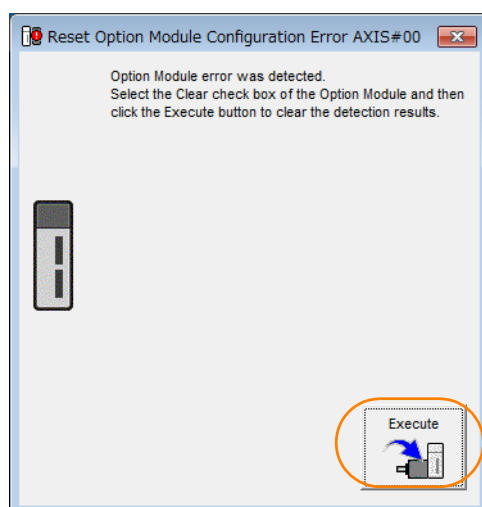 Reset Option Module Configuration Error AXIS#00
Option Module error was detected.
Select the Clear check box of the Option Module and then
click the Execute button to clear the detection results.
Execute